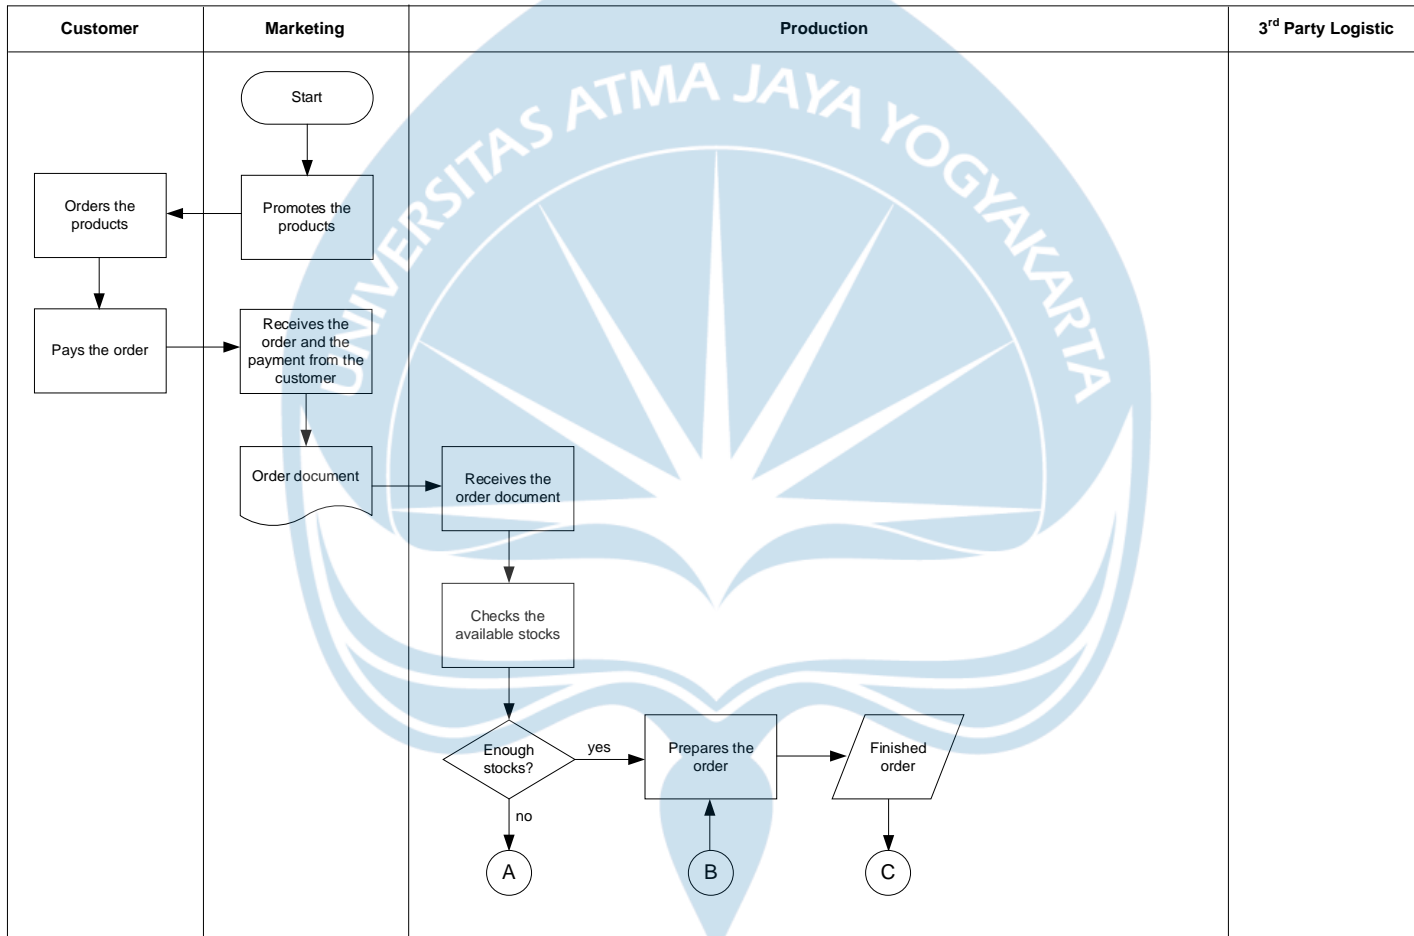 Customer
Marketing
Production
3rd Party Logistic
UNIVERSITAS ATMA JAYA YOGYAKARTA
Start
Orders the
products
Promotes the
products
Pays the order
Receives the
order and the
payment from the
customer
Order document
Receives the
order document
Checks the
available stocks
Enough
stocks?
yes
Prepares the
order
Finished
order
no
A
B
C